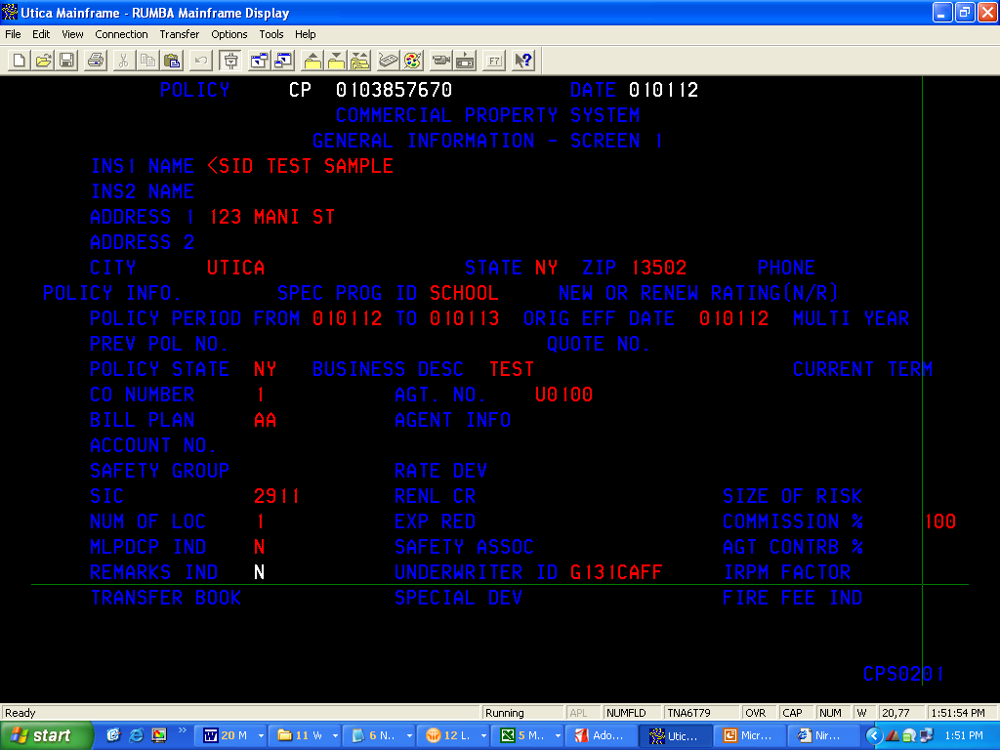 Utica Mainframe - RUMBA Mainframe Display
File Edit View Connection Transfer Options Tools Help
F7
POLICY CP 0103857670 DATE 010112
COMMERCIAL PROPERTY SYSTEM
GENERAL INFORMATION - SCREEN 1
INS1 NAME <SID TEST SAMPLE
INS2 NAME
ADDRESS 1 123 MANI ST
ADDRESS 2
CITY UTICA STATE NY ZIP 13502 PHONE
POLICY INFO. SPEC PROG ID SCHOOL NEW OR RENEW RATING(N/R)
POLICY PERIOD FROM 010112 TO 010113 ORIG EFF DATE 010112 MULTI YEAR
PREV POL NO. QUOTE NO.
POLICY STATE NY BUSINESS DESC TEST CURRENT TERM
CO NUMBER 1 AGT. NO. U0100
BILL PLAN AA AGENT INFO
ACCOUNT NO.
SAFETY GROUP RATE DEV
SIC 2911 RENL CR SIZE OF RISK
NUM OF LOC 1 EXP RED COMMISSION % 100
MLPDCP IND N SAFETY ASSOC AGT CONTRB %
REMARKS IND N UNDERWRITER ID G131CAFF IRPM FACTOR
TRANSFER BOOK SPECIAL DEV FIRE FEE IND
CPS0201
Ready Running APL NUMFLD TNA6T79 OVR CAP NUM W 20,77 1:51:54 PM
start 20 M 11 W 6 N... 12 L... 5 M... Ado... Utic... Micr... Nir... 1:51 PM